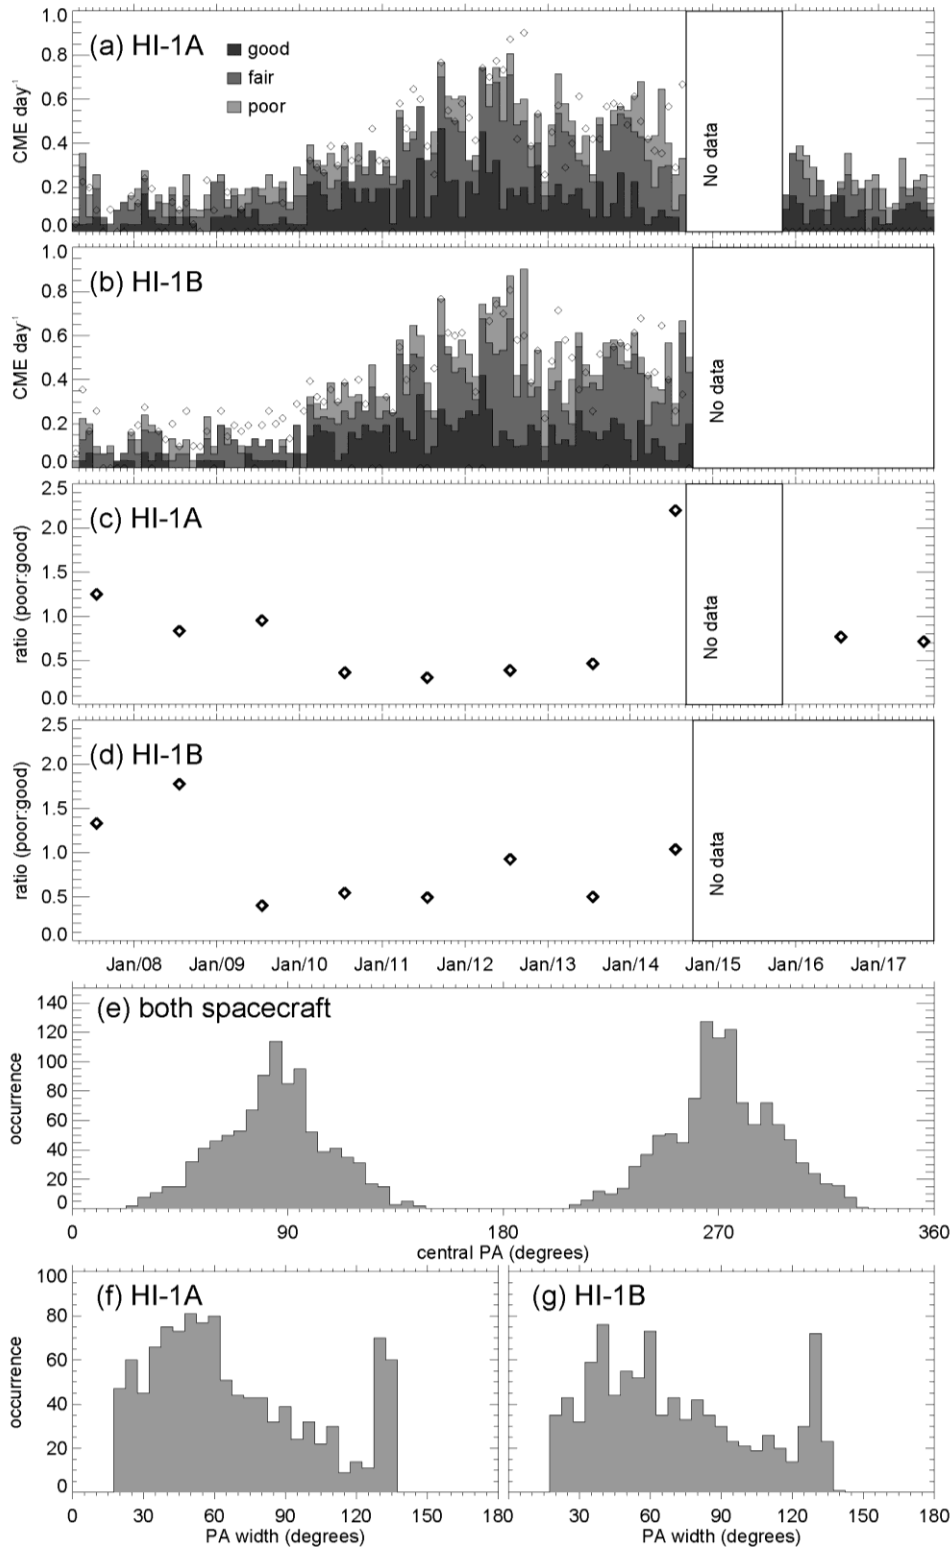 (a) HI-1A
good
fair
poor
CME day-1
1.0
0.8
0.6
0.4
0.2
0.0
No data
(b) HI-1B
CME day-1
1.0
0.8
0.6
0.4
0.2
0.0
No data
(c) HI-1A
ratio (poor:good)
2.5
2.0
1.5
1.0
0.5
0.0
No data
(d) HI-1B
ratio (poor:good)
2.5
2.0
1.5
1.0
0.5
0.0
No data
Jan/08 Jan/09 Jan/10 Jan/11 Jan/12 Jan/13 Jan/14 Jan/15 Jan/16 Jan/17
(e) both spacecraft
occurrence
140
120
100
80
60
40
20
0
0 90 180 270 360
central PA (degrees)
(f) HI-1A
occurrence
100
80
60
40
20
0
0 30 60 90 120 150 180
PA width (degrees)
(g) HI-1B
30 60 90 120 150 180
PA width (degrees)